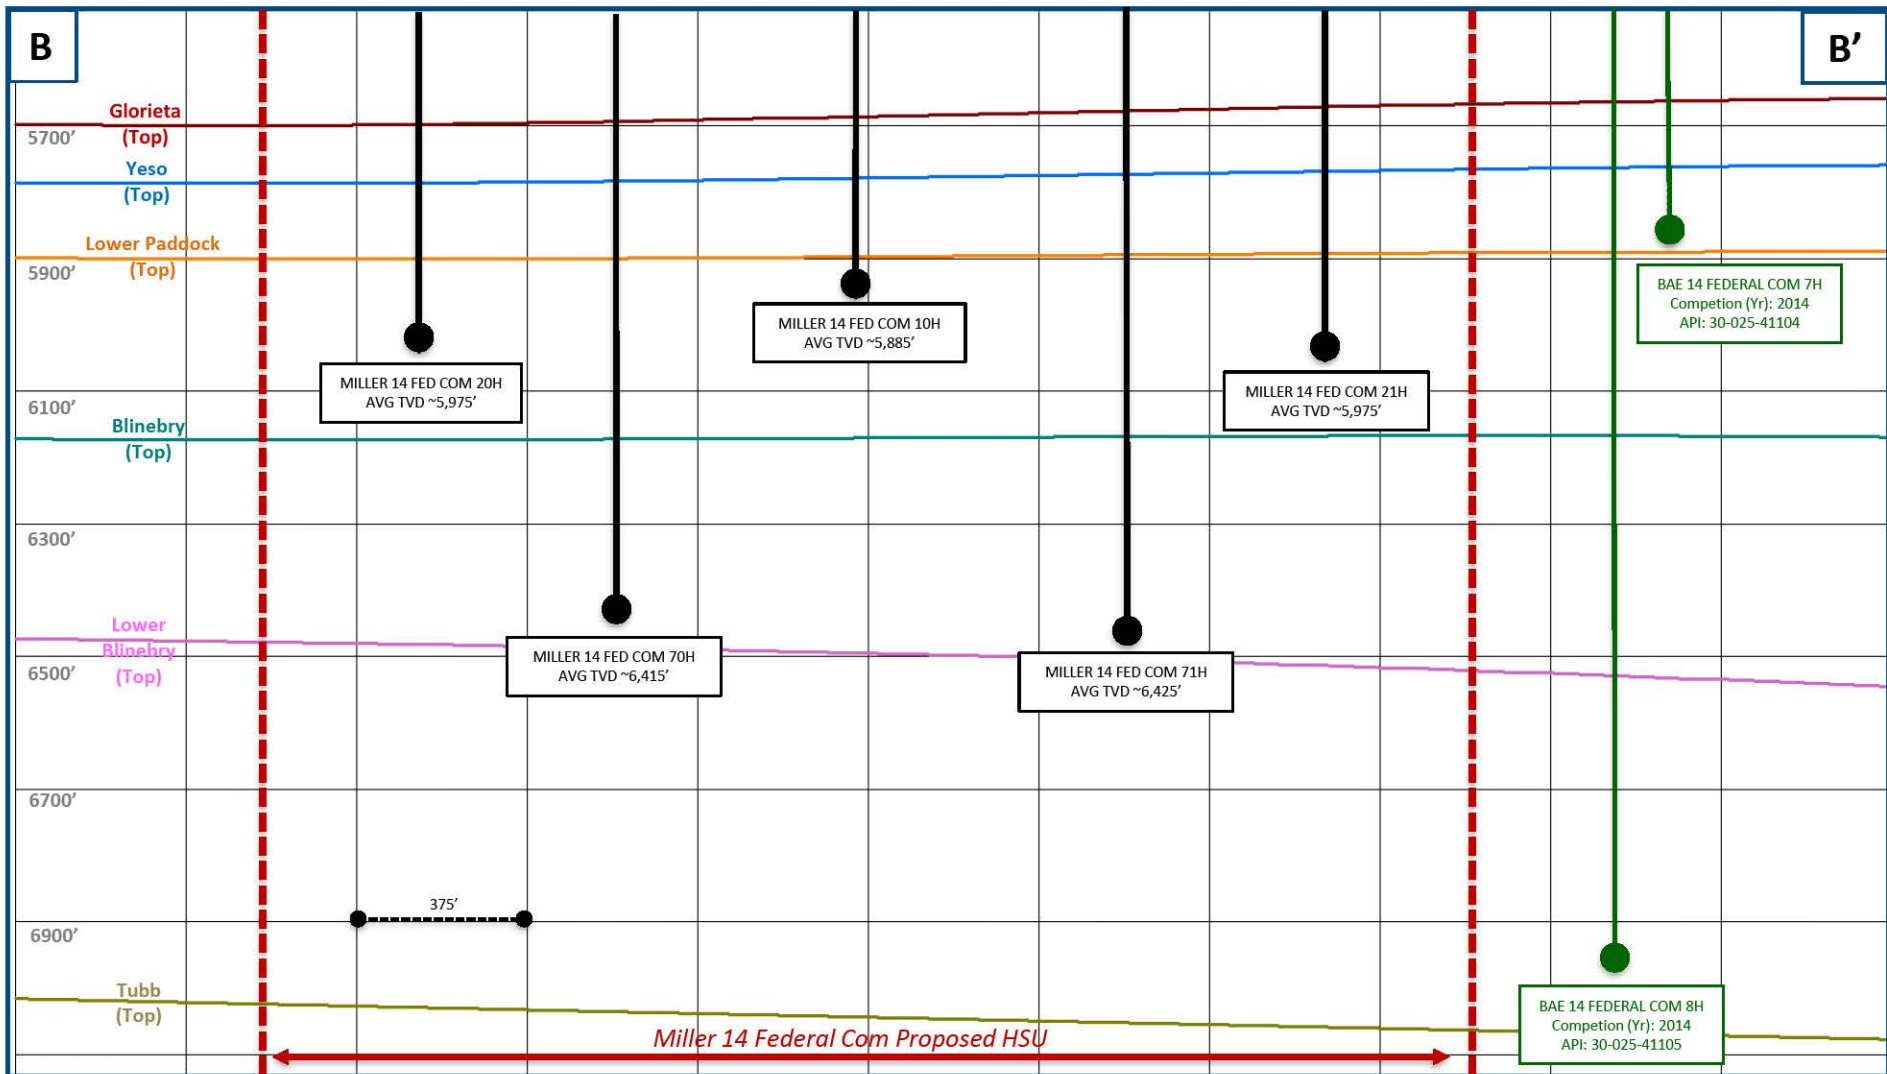 B
B’
Glorieta
(Top)
5700’
Yeso
(Top)
Lower Paddock
(Top)
5900’
BAE 14 FEDERAL COM 7H
Competion (Yr): 2014
API: 30-025-41104
MILLER 14 FED COM 10H
AVG TVD ~5,885’
MILLER 14 FED COM 20H
AVG TVD ~5,975’
MILLER 14 FED COM 21H
AVG TVD ~5,975’
6100’
Blinebry
(Top)
6300’
Lower
Blinebry
(Top)
6500’
MILLER 14 FED COM 70H
AVG TVD ~6,415’
MILLER 14 FED COM 71H
AVG TVD ~6,425’
6700’
375’
6900’
Tubb
(Top)
BAE 14 FEDERAL COM 8H
Competion (Yr): 2014
API: 30-025-41105
Miller 14 Federal Com Proposed HSU